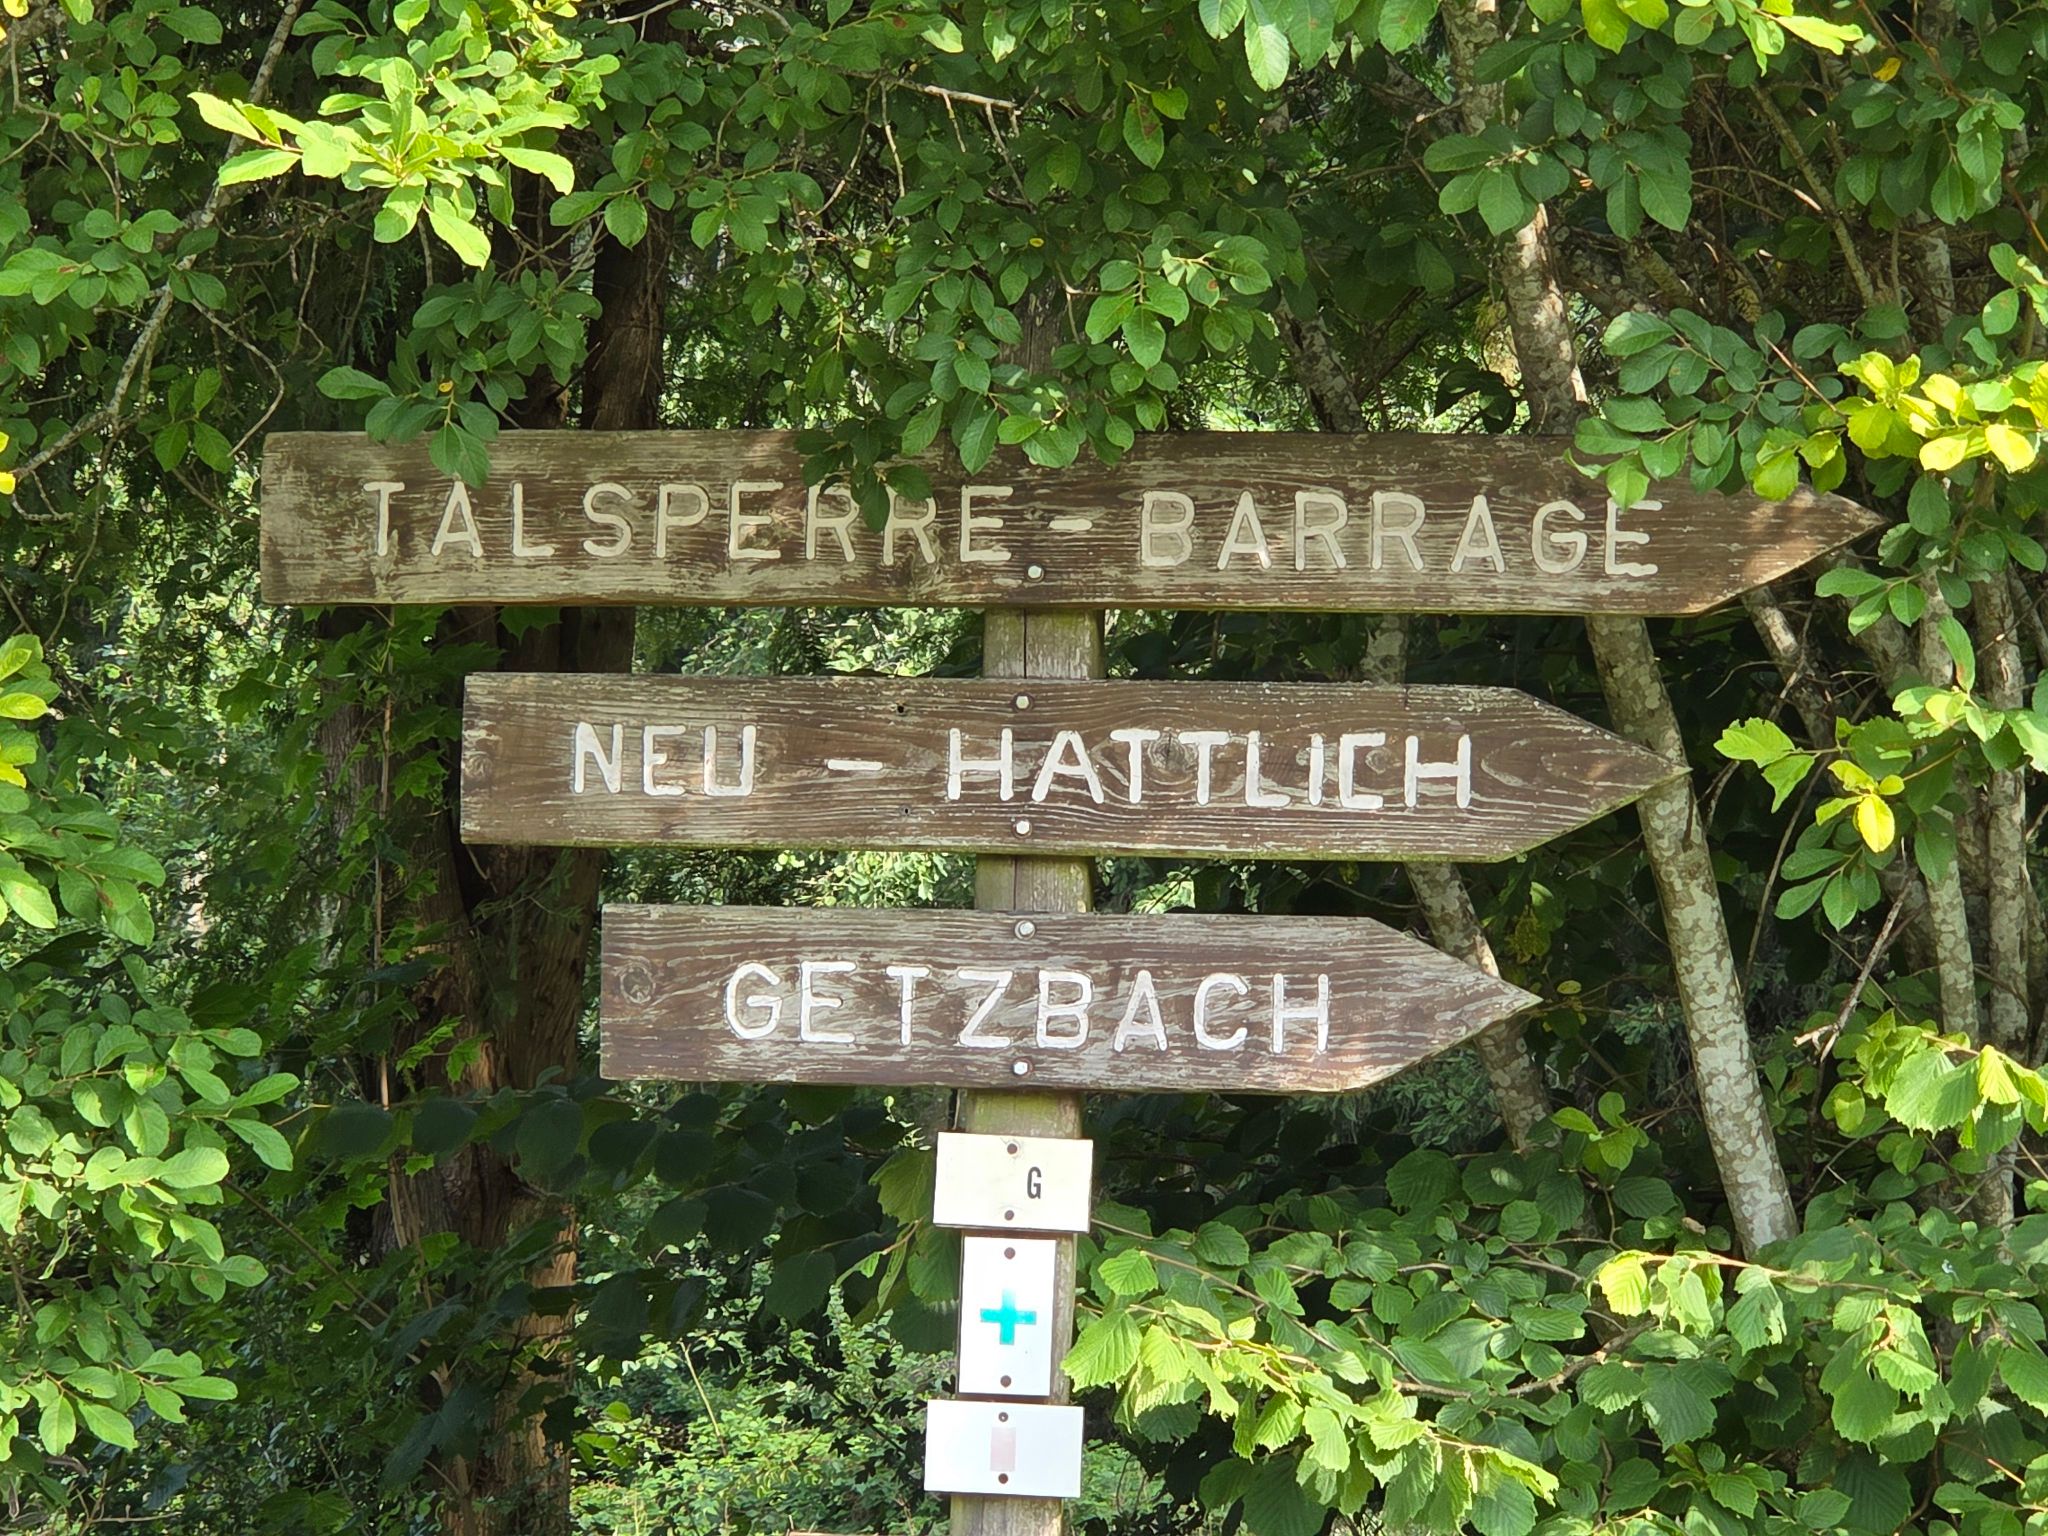 TALSPERRE - BARRAGE
NEU - HATTLICH
GETZBACH
G